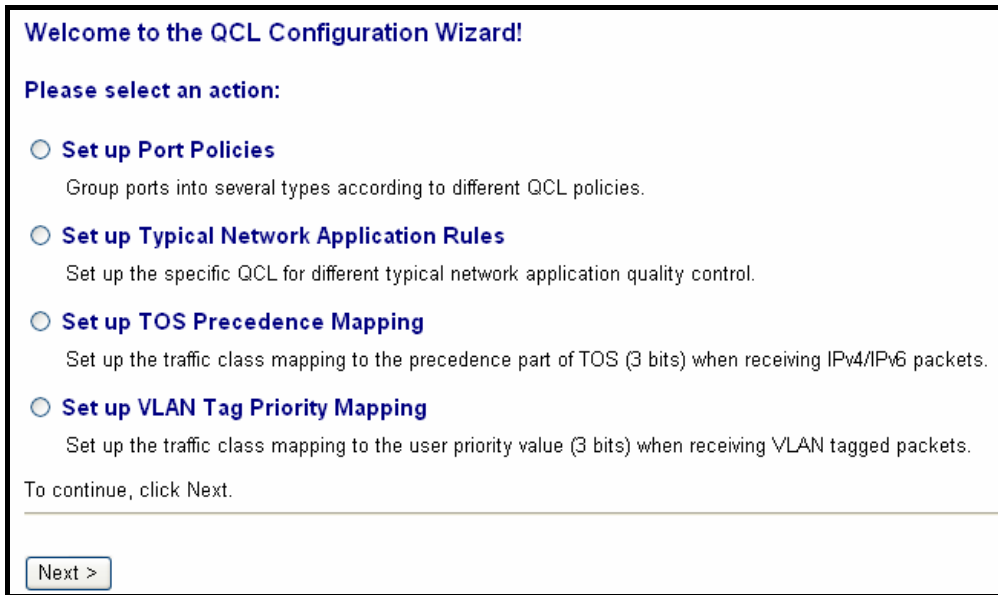 Welcome to the QCL Configuration Wizard!
Please select an action:
Set up Port Policies
Group ports into several types according to different QCL policies.
Set up Typical Network Application Rules
Set up the specific QCL for different typical network application quality control.
Set up TOS Precedence Mapping
Set up the traffic class mapping to the precedence part of TOS (3 bits) when receiving IPv4/IPv6 packets.
Set up VLAN Tag Priority Mapping
Set up the traffic class mapping to the user priority value (3 bits) when receiving VLAN tagged packets.
To continue, click Next.
Next >